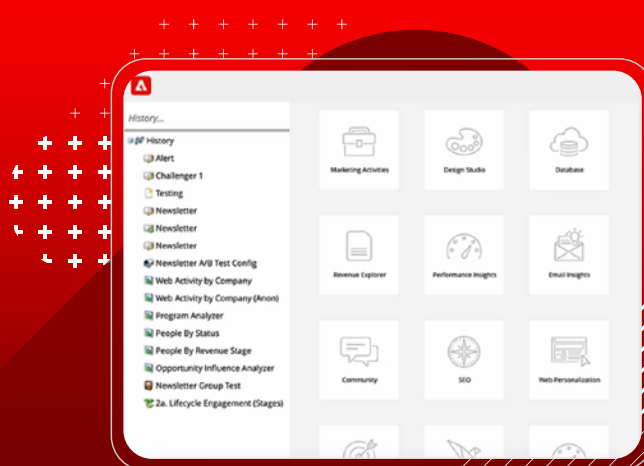 History...
History
Alert
Challenger 1
Testing
Newsletter
Newsletter
Newsletter
Newsletter A/B Test Config
Web Activity by Company
Web Activity by Company (Anon)
Program Analyzer
People By Status
People By Revenue Stage
Opportunity Influence Analyzer
Newsletter Group Test
2a. Lifecycle Engagement (Stages)
Marketing Activities
Design Studio
Database
Revenue Explorer
Performance Insights
Email Insights
Community
SEO
Web Personalization